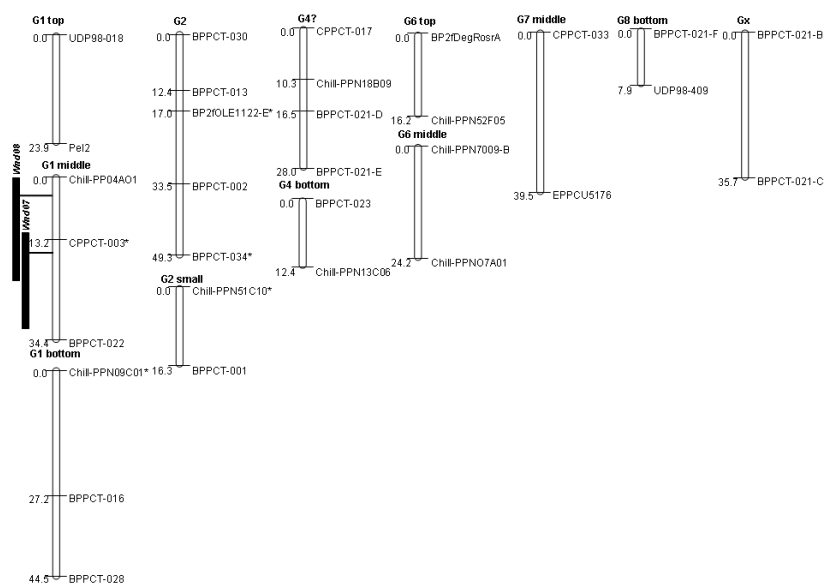 G1 top
0.0 UDP98-018
23.9 Pel2
G1 middle
Wnd08
Wnd07
0.0 Chill-PP04AO1
13.2 CPPCT-003*
34.4 BPPCT-022
G1 bottom
0.0 Chill-PPN09C01*
27.2 BPPCT-016
44.5 BPPCT-028
G2
0.0 BPPCT-030
12.4 BPPCT-013
17.0 BP2fOLE1122-E*
33.5 BPPCT-002
49.3 BPPCT-034*
G2 small
0.0 Chill-PPN51C10*
16.3 BPPCT-001
G4?
0.0 CPPCT-017
10.3 Chill-PPN18B09
16.5 BPPCT-021-D
28.0 BPPCT-021-E
G4 bottom
0.0 BPPCT-023
12.4 Chill-PPN13C06
G6 top
0.0 BP2fDegRosrA
16.2 Chill-PPN52F05
G6 middle
0.0 Chill-PPN7009-B
24.2 Chill-PPNO7A01
G7 middle
0.0 CPPCT-033
39.5 EPPCU5176
G8 bottom
0.0 BPPCT-021-F
7.9 UDP98-409
Gx
0.0 BPPCT-021-B
35.7 BPPCT-021-C